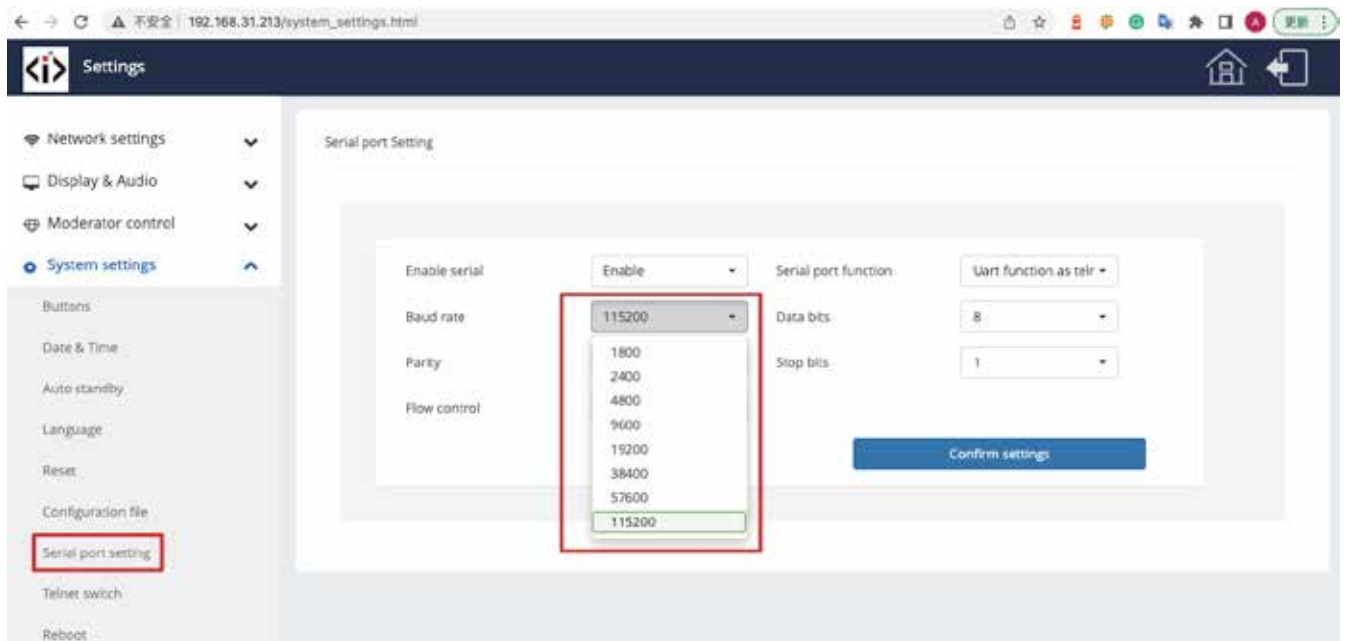 不安全 192.168.31.213/system_settings.html
A 更新
<i> Settings
Network settings
Display & Audio
Moderator control
System settings
Buttons
Date & Time
Auto standby
Language
Reset
Configuration file
Serial port setting
Telnet switch
Reboot
Serial port Setting
Enable serial Enable Serial port function Uart function as teln
Baud rate 115200 Data bits 8
Parity Stop bits 1
Flow control
1800
2400
4800
9600
19200
38400
57600
115200
Confirm settings